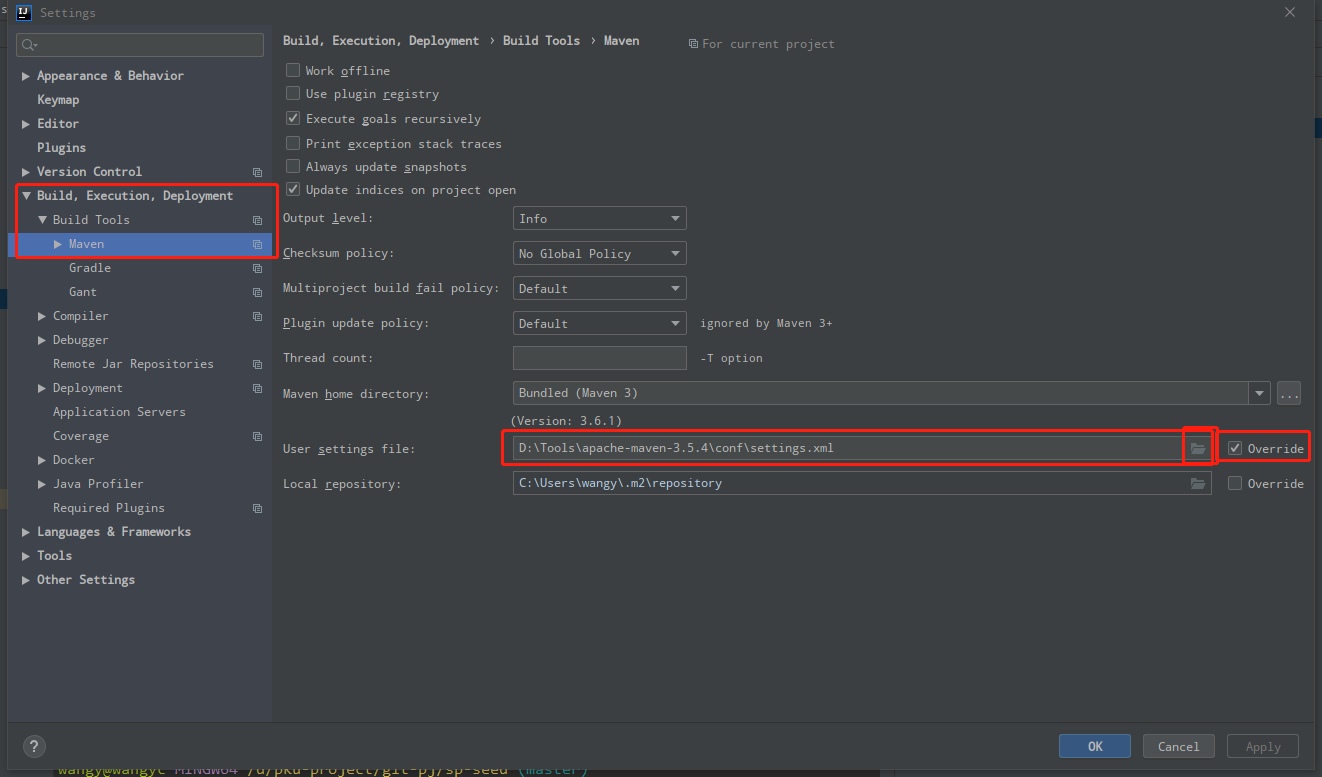 Settings
Build, Execution, Deployment › Build Tools › Maven For current project
Appearance & Behavior
Keymap
Editor
Plugins
Version Control
Build, Execution, Deployment
Build Tools
Maven
Gradle
Gant
Compiler
Debugger
Remote Jar Repositories
Deployment
Application Servers
Coverage
Docker
Java Profiler
Required Plugins
Languages & Frameworks
Tools
Other Settings
Work offline
Use plugin registry
Execute goals recursively
Print exception stack traces
Always update snapshots
Update indices on project open
Output level: Info
Checksum policy: No Global Policy
Multiproject build fail policy: Default
Plugin update policy: Default ignored by Maven 3+
Thread count: -T option
Maven home directory: Bundled (Maven 3) ...
(Version: 3.6.1)
User settings file: D:\Tools\apache-maven-3.5.4\conf\settings.xml Override
Local repository: C:\Users\wangy\.m2\repository Override
? OK Cancel Apply
wangy@wangyc MINGW64 /d/pku-project/git-pj/sp-seed (master)